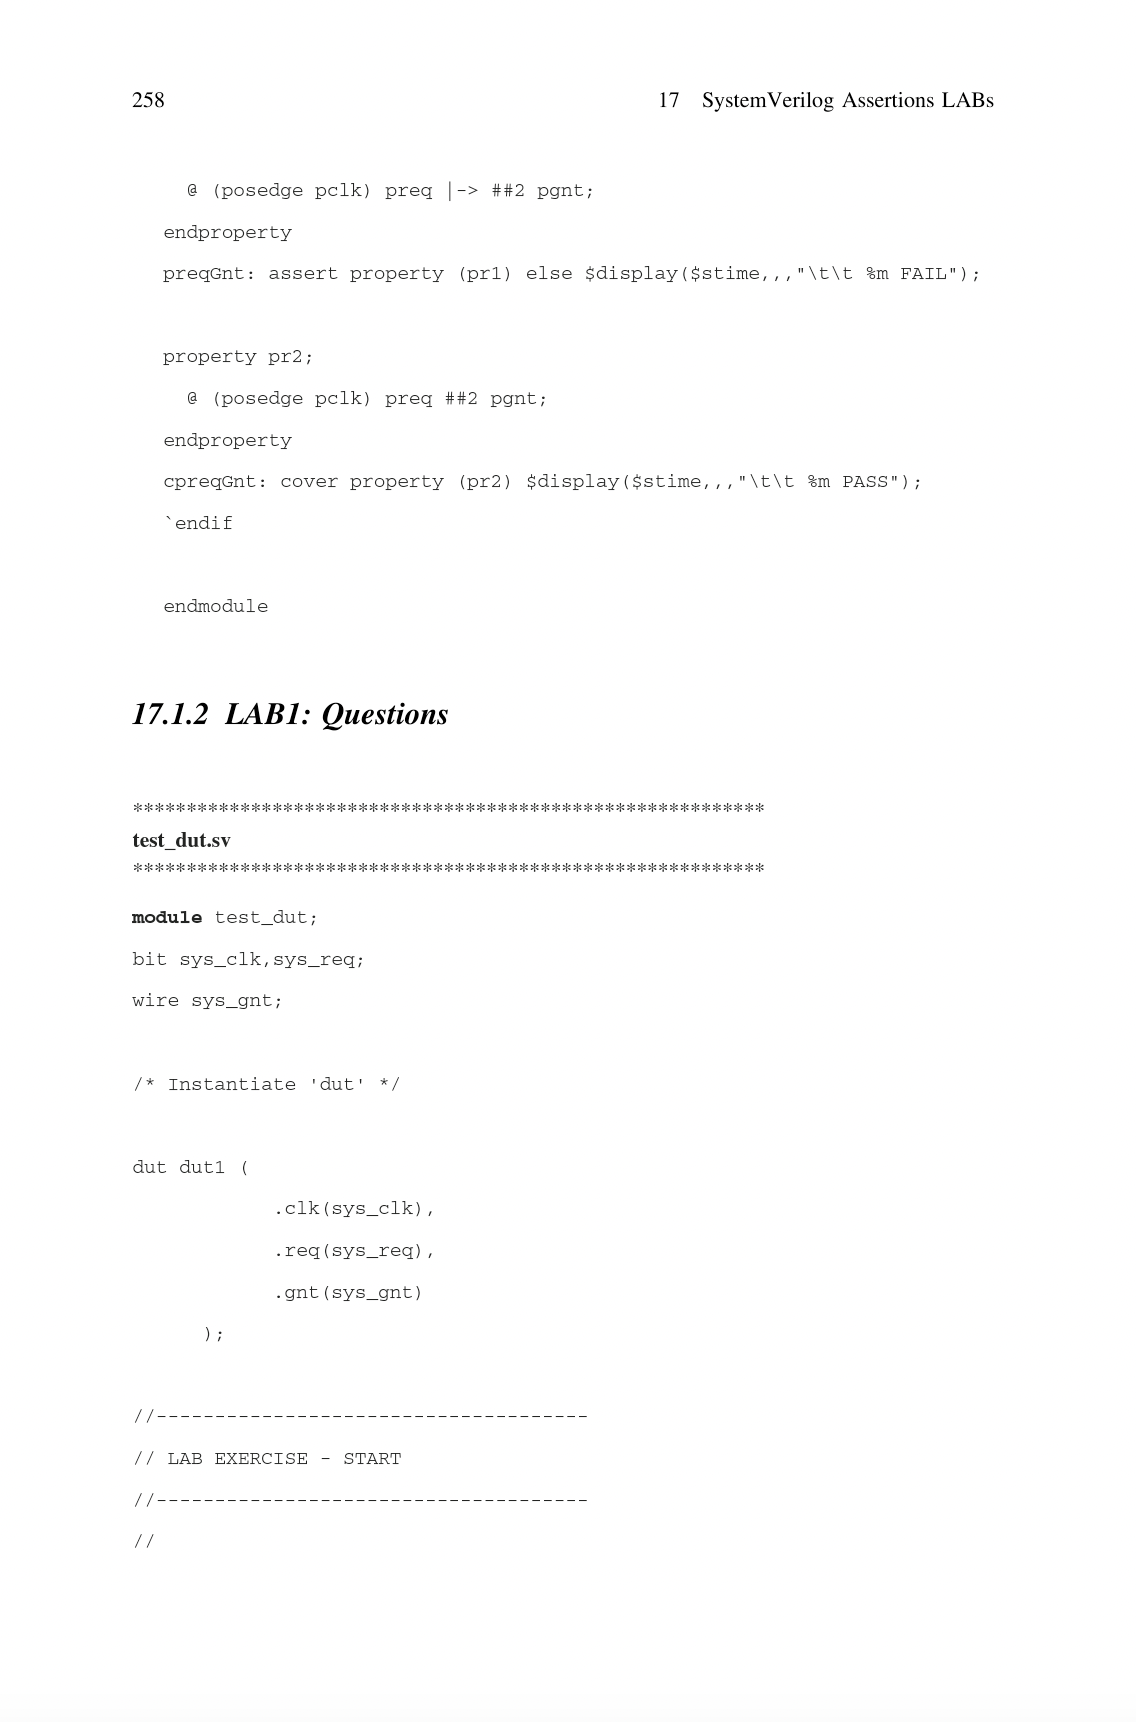 258
17 SystemVerilog Assertions LABs
@ (posedge pclk) preq |-> ##2 pgnt;
endproperty
preqGnt: assert property (pr1) else $display($stime,,,"\t\t %m FAIL");
property pr2;
@ (posedge pclk) preq ##2 pgnt;
endproperty
cpreqGnt: cover property (pr2) $display($stime,,,"\t\t %m PASS");
`endif
endmodule
17.1.2 LAB1: Questions
***********************************************************
test_dut.sv
***********************************************************
module test_dut;
bit sys_clk,sys_req;
wire sys_gnt;
/* Instantiate 'dut' */
dut dut1 (
.clk(sys_clk),
.req(sys_req),
.gnt(sys_gnt)
);
//-------------------------------------
// LAB EXERCISE - START
//-------------------------------------
//